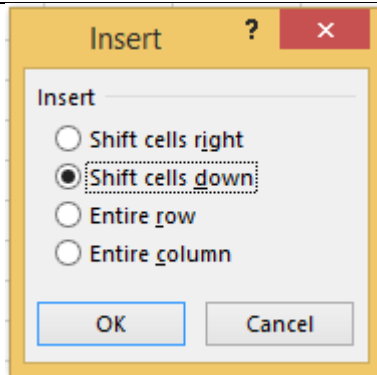 Insert ? ×
Insert
Shift cells right
Shift cells down
Entire row
Entire column
OK Cancel